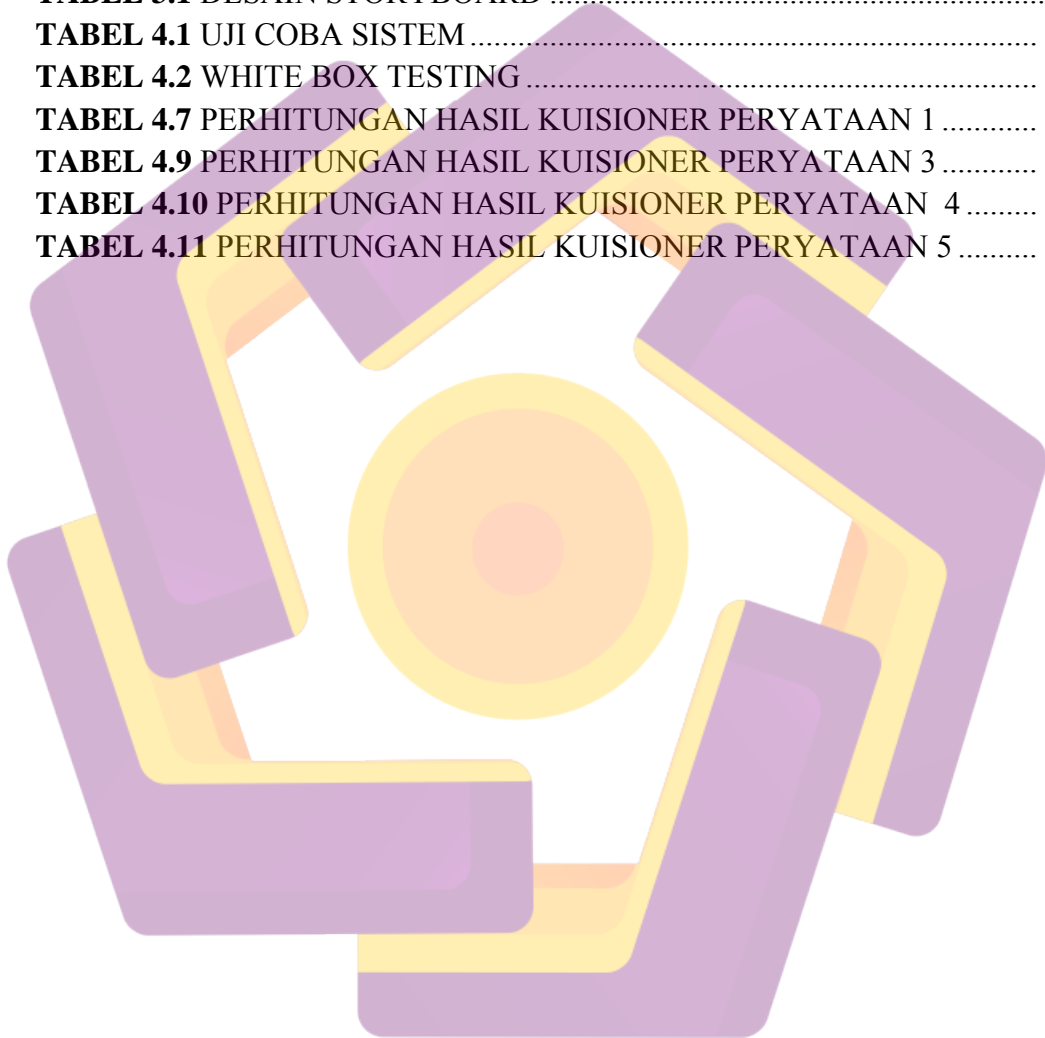 DESAIN STORYBOARD ...........................................................
TABEL 4.1 UJI COBA SISTEM .....................................................................
TABEL 4.2 WHITE BOX TESTING ..............................................................
TABEL 4.7 PERHITUNGAN HASIL KUISIONER PERYATAAN 1 ...........
TABEL 4.9 PERHITUNGAN HASIL KUISIONER PERYATAAN 3 ...........
TABEL 4.10 PERHITUNGAN HASIL KUISIONER PERYATAAN  4 .........
TABEL 4.11 PERHITUNGAN HASIL KUISIONER PERYATAAN 5 ..........